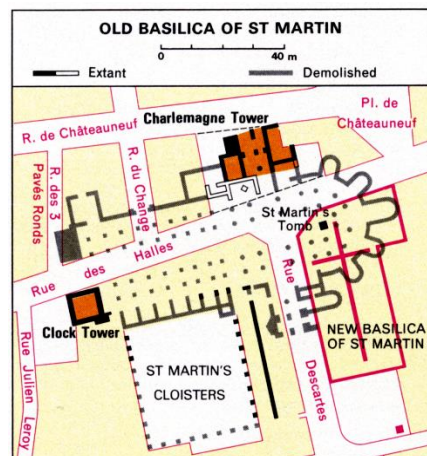 OLD BASILICA OF ST MARTIN
0 40 m
Extant Demolished
Pl. de
Châteauneuf
Charlemagne Tower
R. de Châteauneuf
R. des 3
Pavés Ronds
R. du Change
St Martin's
Tomb
Rue des Halles
Rue Descartes
Clock Tower
NEW BASILICA
OF ST MARTIN
ST MARTIN'S
CLOISTERS
Rue Julien
Leroy